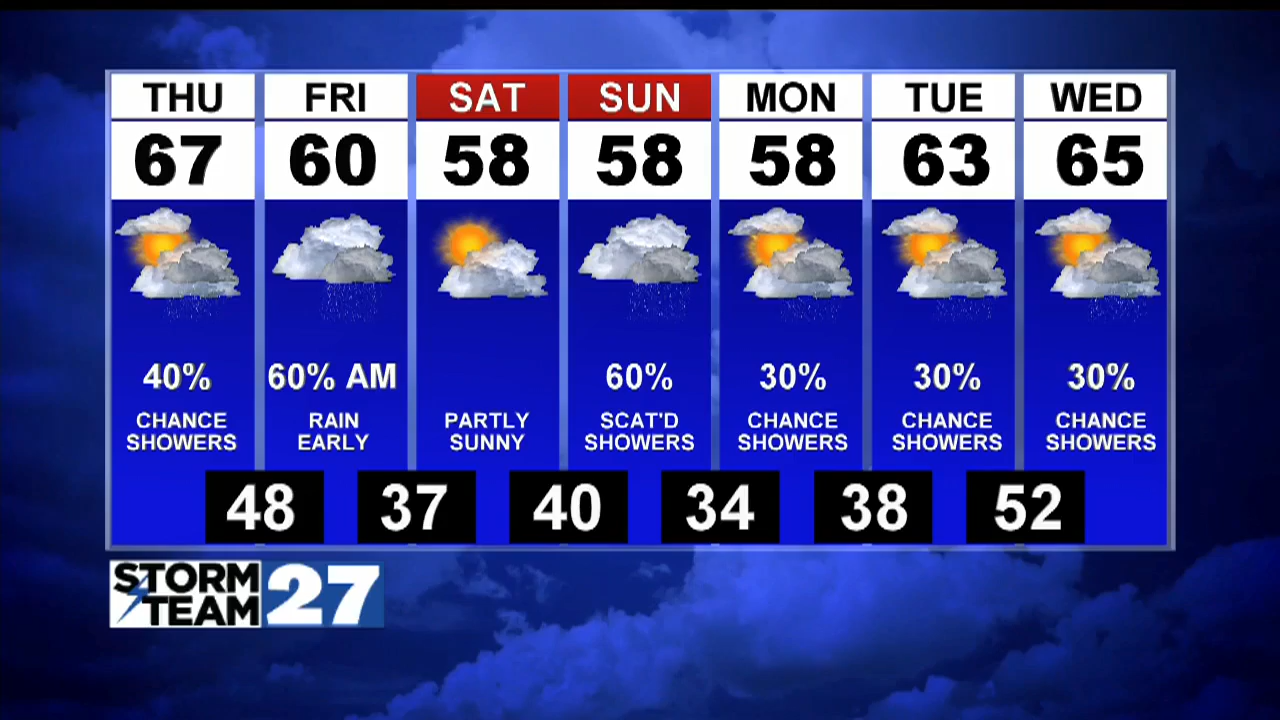 THU FRI SAT SUN MON TUE WED
67 60 58 58 58 63 65
40% 60% AM 60% 30% 30% 30%
CHANCE RAIN PARTLY SCAT'D CHANCE CHANCE CHANCE
SHOWERS EARLY SUNNY SHOWERS SHOWERS SHOWERS SHOWERS
48 37 40 34 38 52
STORM
TEAM 27